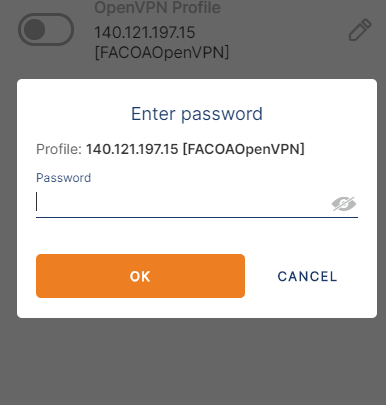 OpenVPN Profile
140.121.197.15
[FACOAOpenVPN]
Enter password
Profile: 140.121.197.15 [FACOAOpenVPN]
Password
OK
CANCEL